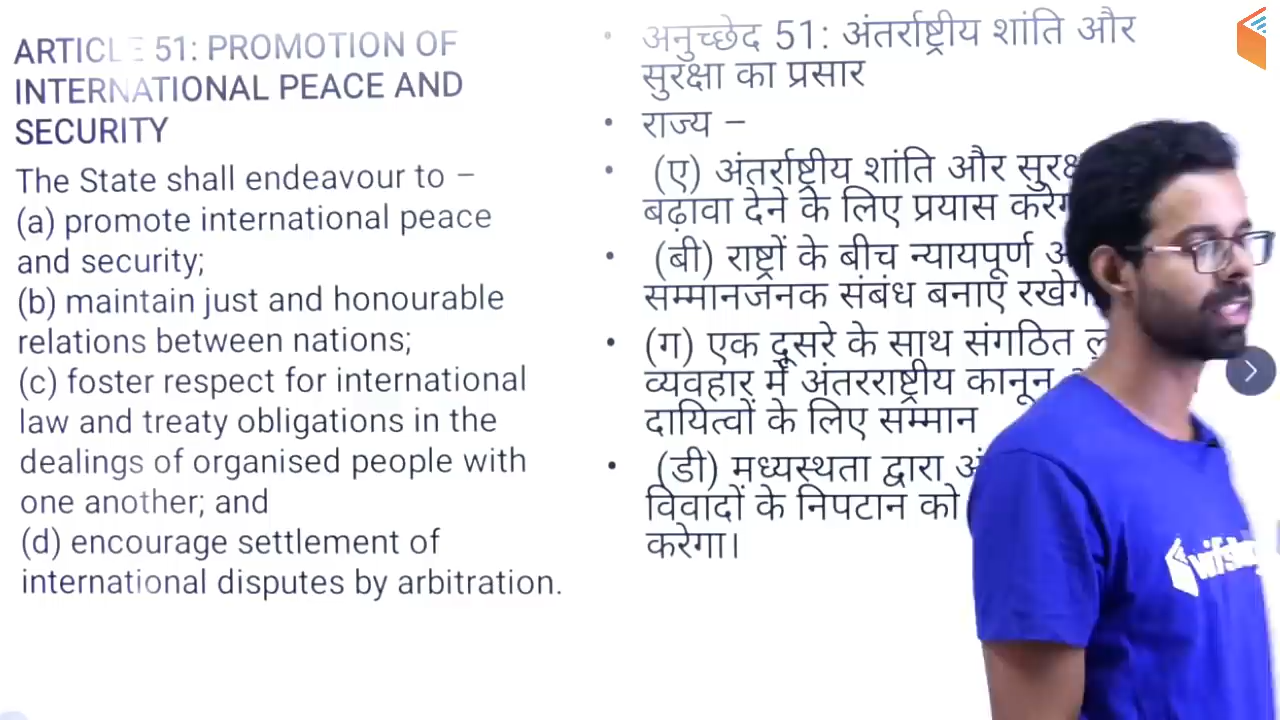 ARTICLE 51: PROMOTION OF
INTERNATIONAL PEACE AND
SECURITY
The State shall endeavour to –
(a) promote international peace
and security;
(b) maintain just and honourable
relations between nations;
(c) foster respect for international
law and treaty obligations in the
dealings of organised people with
one another; and
(d) encourage settlement of
international disputes by arbitration.
• अनुच्छेद 51: अंतर्राष्ट्रीय शांति और
सुरक्षा का प्रसार
• राज्य –
• (ए) अंतर्राष्ट्रीय शांति और
बढ़ावा देने के लिए प्रयास
• (बी) राष्ट्रों के बीच न्यायपूर्ण
सम्मानजनक संबंध बनाए
• (ग) एक दूसरे के साथ संगठित
व्यवहार में अंतरराष्ट्रीय कानून
दायित्वों के लिए सम्मान
• (डी) मध्यस्थता द्वारा
विवादों के निपटान को
करेगा।